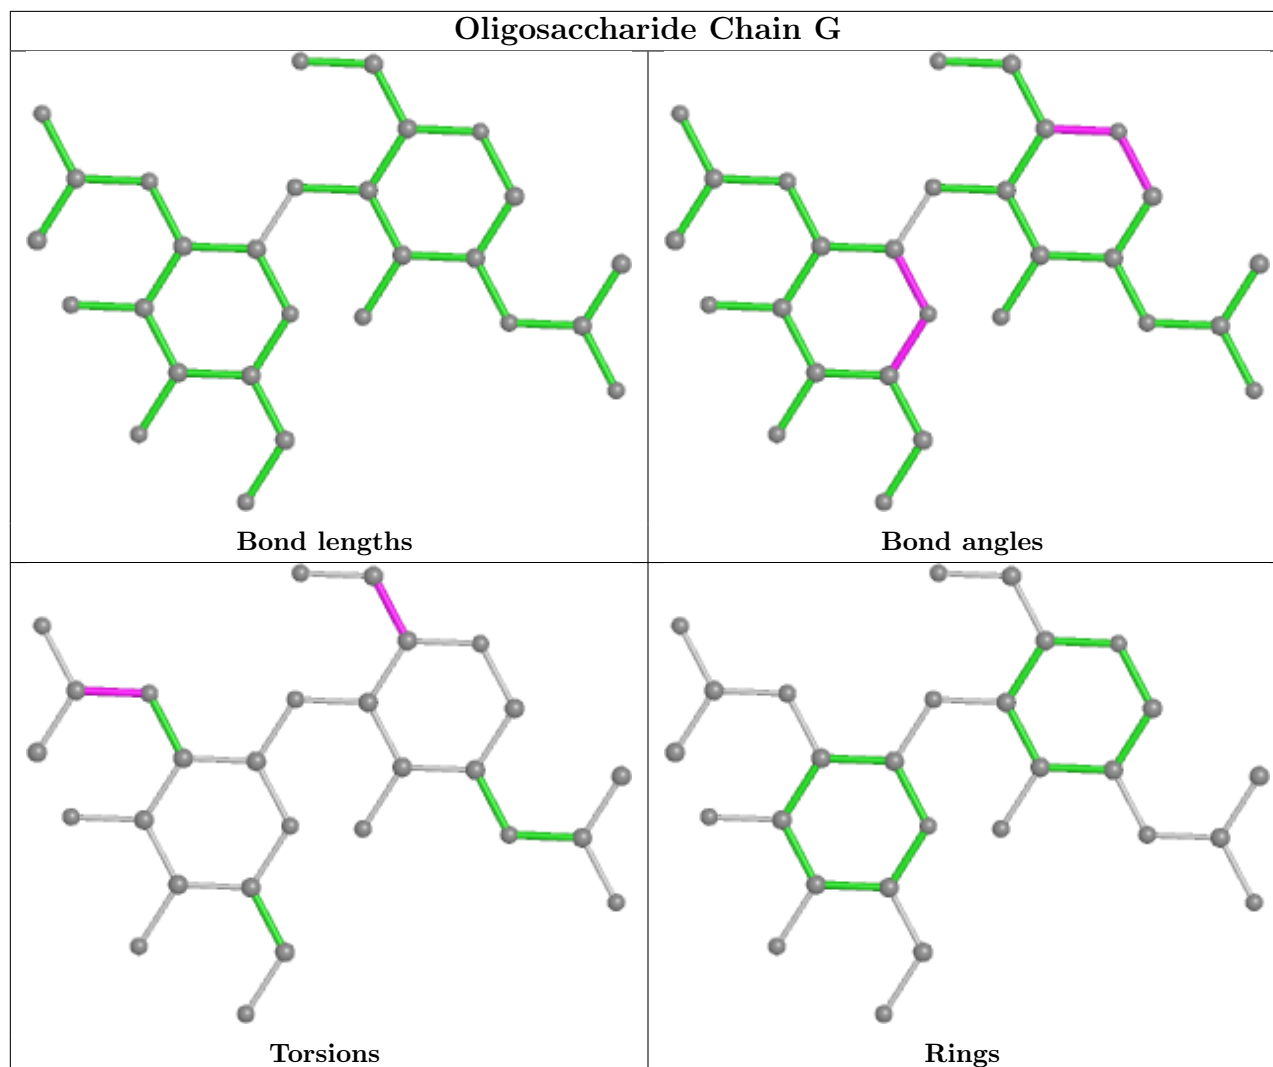 Oligosaccharide Chain G
Bond lengths
Bond angles
Torsions
Rings